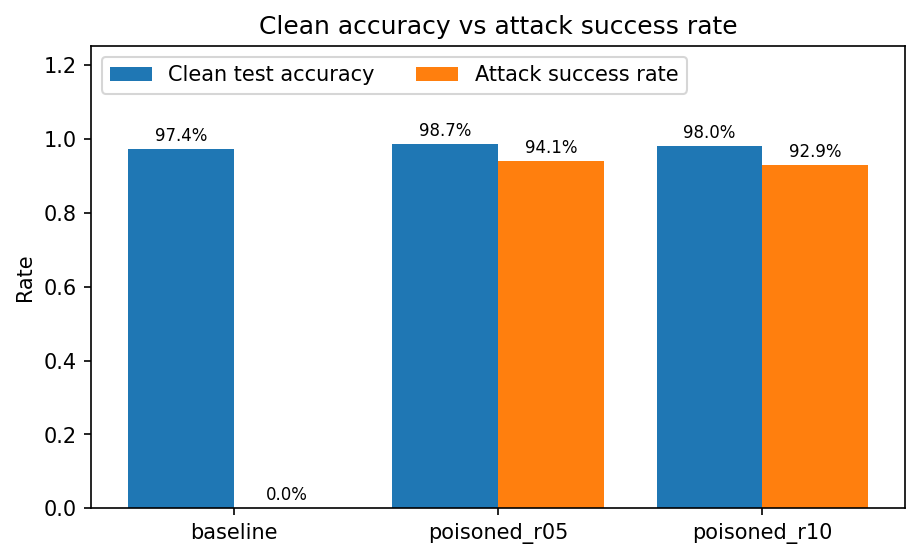 Clean accuracy vs attack success rate
Clean test accuracy
Attack success rate
1.2
1.0
0.8
0.6
0.4
0.2
0.0
Rate
97.4%
0.0%
98.7%
94.1%
98.0%
92.9%
baseline
poisoned_r05
poisoned_r10